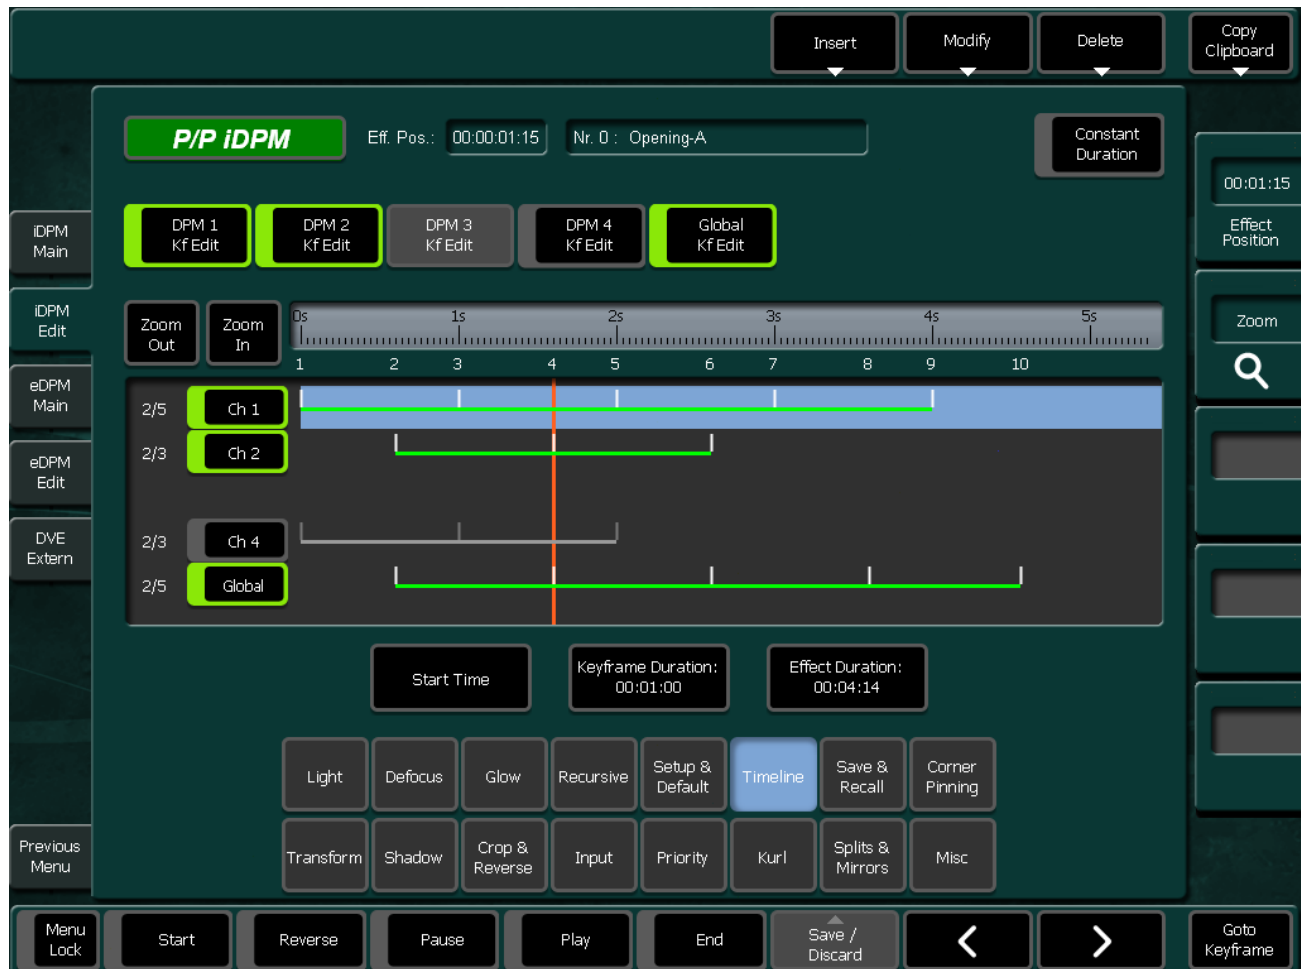 Insert
Modify
Delete
Copy
Clipboard
P/P iDPM
Eff. Pos.: 00:00:01:15
Nr. 0 : Opening-A
Constant
Duration
00:01:15
Effect
Position
iDPM
Main
DPM 1
Kf Edit
DPM 2
Kf Edit
DPM 3
Kf Edit
DPM 4
Kf Edit
Global
Kf Edit
iDPM
Edit
Zoom
Out
Zoom
In
0s 1s 2s 3s 4s 5s
1 2 3 4 5 6 7 8 9 10
Zoom
eDPM
Main
2/5 Ch 1
2/3 Ch 2
eDPM
Edit
DVE
Extern
2/3 Ch 4
2/5 Global
Start Time
Keyframe Duration:
00:01:00
Effect Duration:
00:04:14
Light
Defocus
Glow
Recursive
Setup &
Default
Timeline
Save &
Recall
Corner
Pinning
Previous
Menu
Transform
Shadow
Crop &
Reverse
Input
Priority
Kurl
Splits &
Mirrors
Misc
Menu
Lock
Start
Reverse
Pause
Play
End
Save /
Discard
Goto
Keyframe